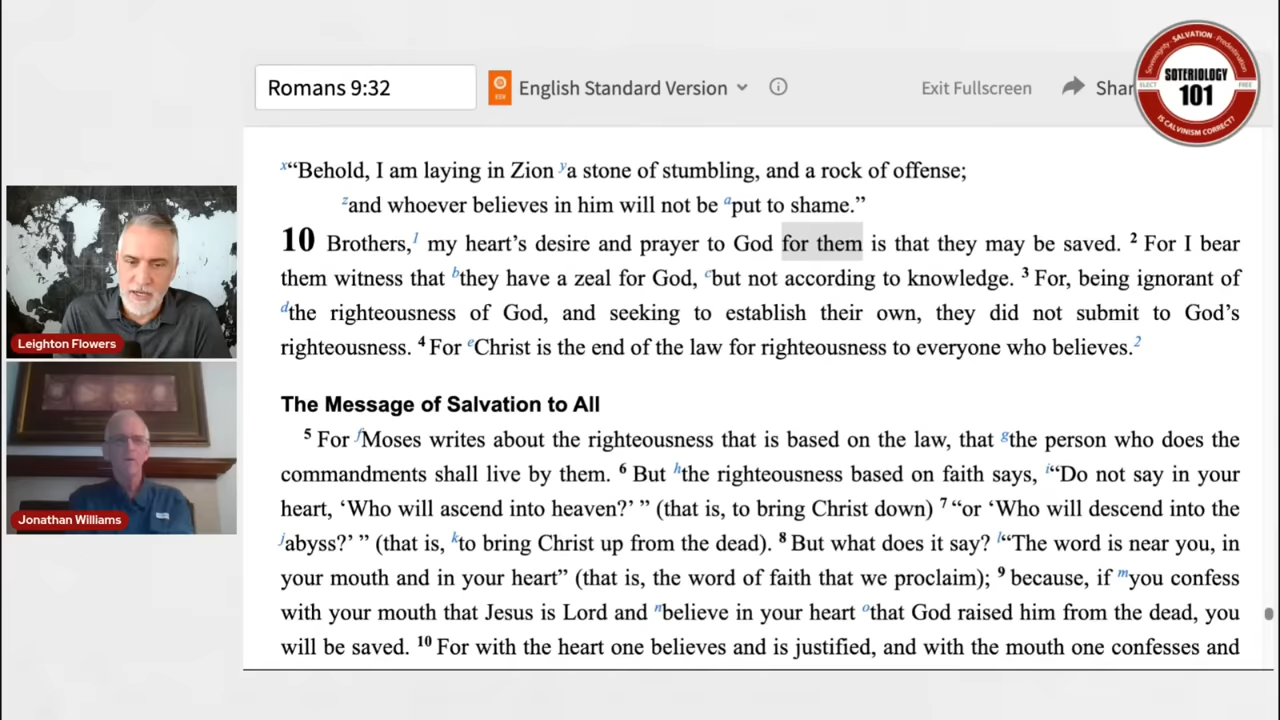 Romans 9:32
English Standard Version
Exit Fullscreen
Shar
Sovereignty · SALVATION · Predestination
ELECT
SOTERIOLOGY
FREE
101
IS CALVINISM CORRECT?
x“Behold, I am laying in Zion ya stone of stumbling, and a rock of offense;
zand whoever believes in him will not be aput to shame.”
10 Brothers,1 my heart’s desire and prayer to God for them is that they may be saved. 2 For I bear
them witness that bthey have a zeal for God, cbut not according to knowledge. 3 For, being ignorant of
dthe righteousness of God, and seeking to establish their own, they did not submit to God’s
righteousness. 4 For eChrist is the end of the law for righteousness to everyone who believes.2
The Message of Salvation to All
5 For fMoses writes about the righteousness that is based on the law, that gthe person who does the
commandments shall live by them. 6 But hthe righteousness based on faith says, i“Do not say in your
heart, ‘Who will ascend into heaven?’ ” (that is, to bring Christ down) 7 “or ‘Who will descend into the
jabyss?’ ” (that is, kto bring Christ up from the dead). 8 But what does it say? l“The word is near you, in
your mouth and in your heart” (that is, the word of faith that we proclaim); 9 because, if myou confess
with your mouth that Jesus is Lord and nbelieve in your heart othat God raised him from the dead, you
will be saved. 10 For with the heart one believes and is justified, and with the mouth one confesses and
Leighton Flowers
Jonathan Williams